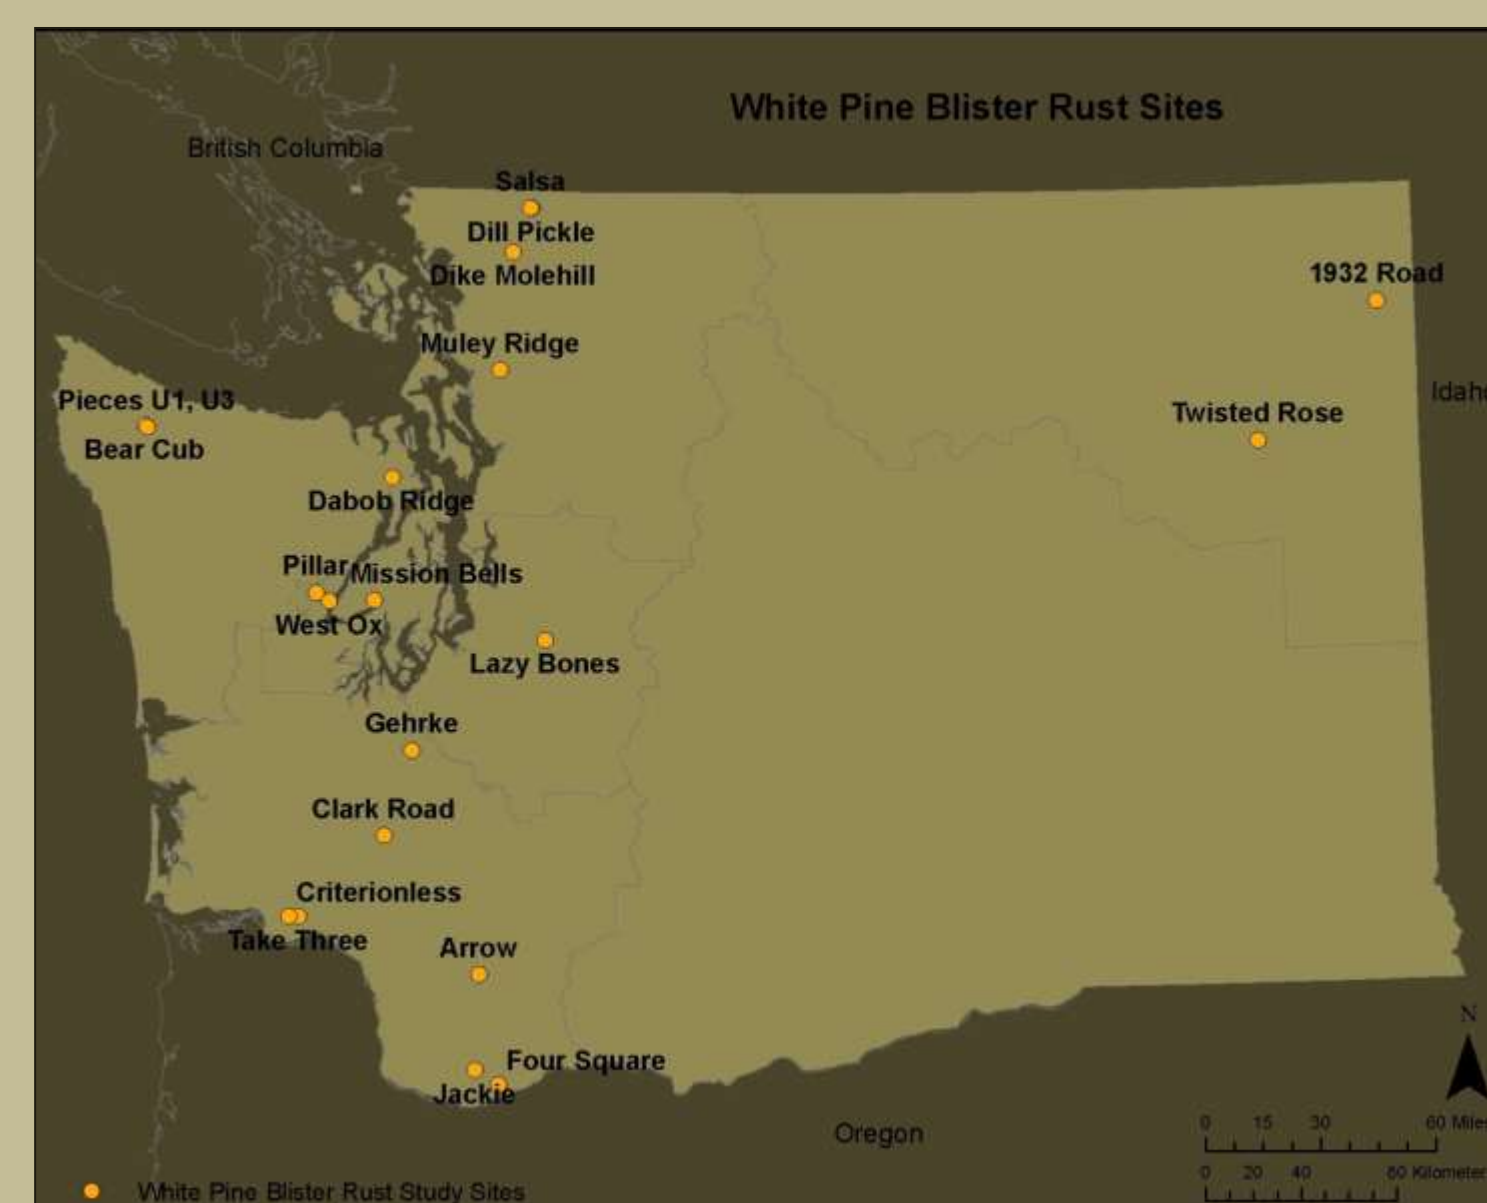 White Pine Blister Rust Sites
British Columbia
Salsa
Dill Pickle
Dike Molehill
1932 Road
Muley Ridge
Idaho
Pieces U1, U3
Bear Cub
Twisted Rose
Dabob Ridge
Pillar
Mission Bells
West Ox
Lazy Bones
Gehrke
Clark Road
Criterionless
Take Three
Arrow
Four Square
Jackie
Oregon
N
0 15 30 60 Miles
0 20 40 80 Kilometers
White Pine Blister Rust Study Sites